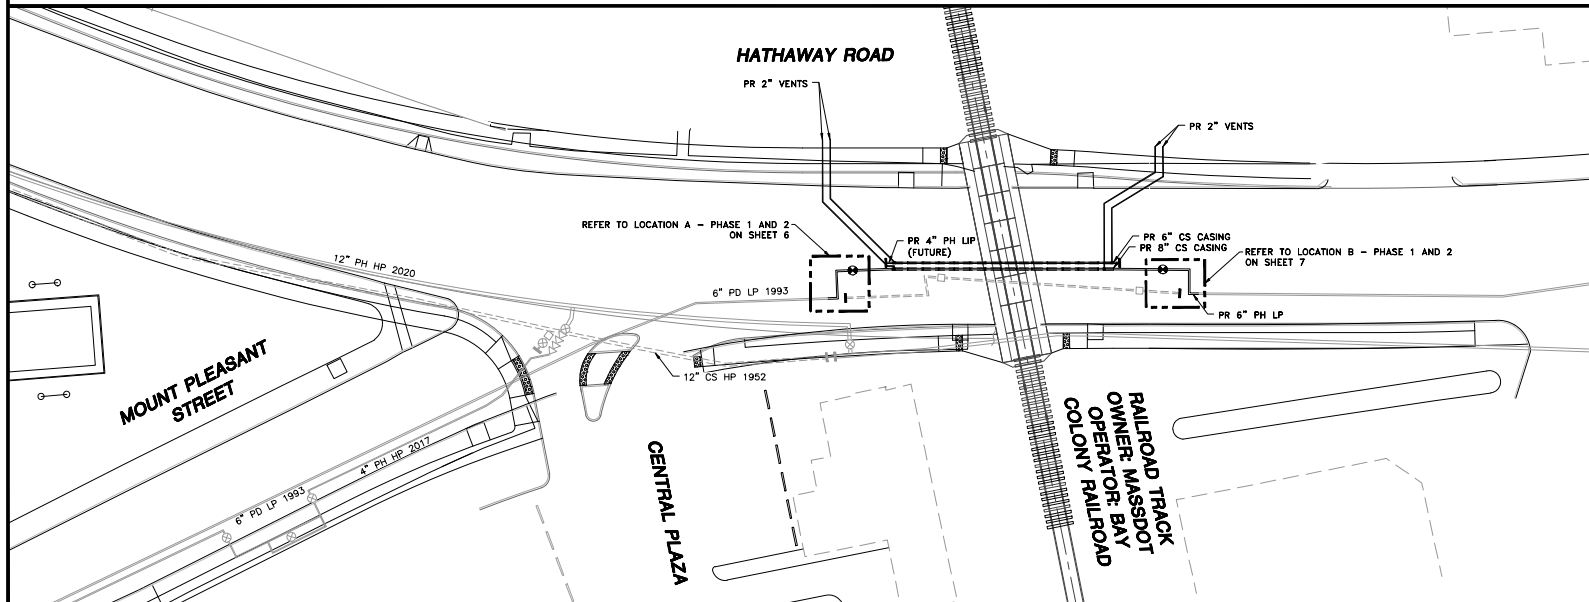 HATHAWAY ROAD
PR 2" VENTS
PR 2" VENTS
REFER TO LOCATION A - PHASE 1 AND 2
ON SHEET 6
PR 4" PH LIP
(FUTURE)
PR 6" CS CASING
PR 8" CS CASING
REFER TO LOCATION B - PHASE 1 AND 2
ON SHEET 7
12" PH HP 2020
6" PD LP 1993
PR 6" PH LP
12" CS HP 1952
MOUNT PLEASANT
STREET
4" PH HP 2017
6" PD LP 1993
CENTRAL PLAZA
RAILROAD TRACK
OWNER: MASSDOT
OPERATOR: BAY
COLONY RAILROAD